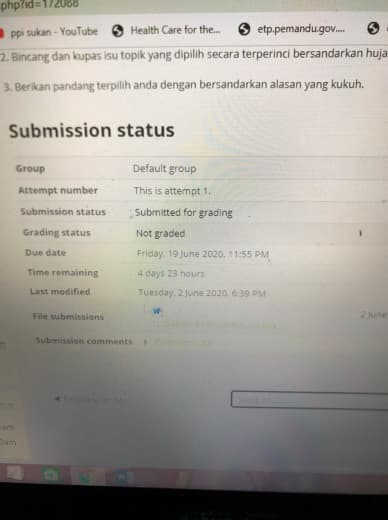 php?id=172088
ppi sukan - YouTube Health Care for the... etp.pemandu.gov....
2. Bincang dan kupas isu topik yang dipilih secara terperinci bersandarkan huja
3. Berikan pandang terpilih anda dengan bersandarkan alasan yang kukuh.
Submission status
Group Default group
Attempt number This is attempt 1.
Submission status Submitted for grading
Grading status Not graded
Due date Friday, 19 June 2020, 11:55 PM
Time remaining 4 days 23 hours
Last modified Tuesday, 2 June 2020, 6:39 PM
File submissions 2 June
Submission comments